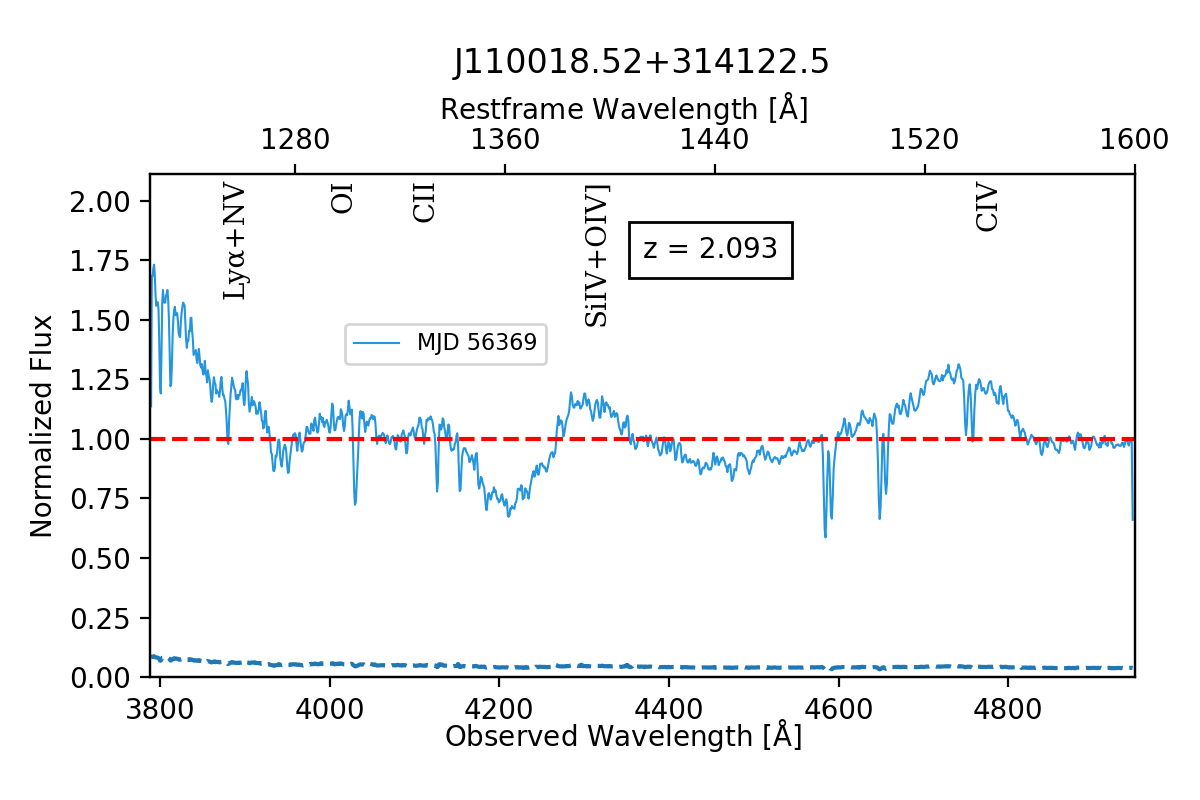 J110018.52+314122.5
Restframe Wavelength [Å]
1280 1360 1440 1520 1600
Lyα+NV
OI
CII
SiIV+OIV]
CIV
z = 2.093
MJD 56369
Normalized Flux
2.00
1.75
1.50
1.25
1.00
0.75
0.50
0.25
0.00
3800 4000 4200 4400 4600 4800
Observed Wavelength [Å]